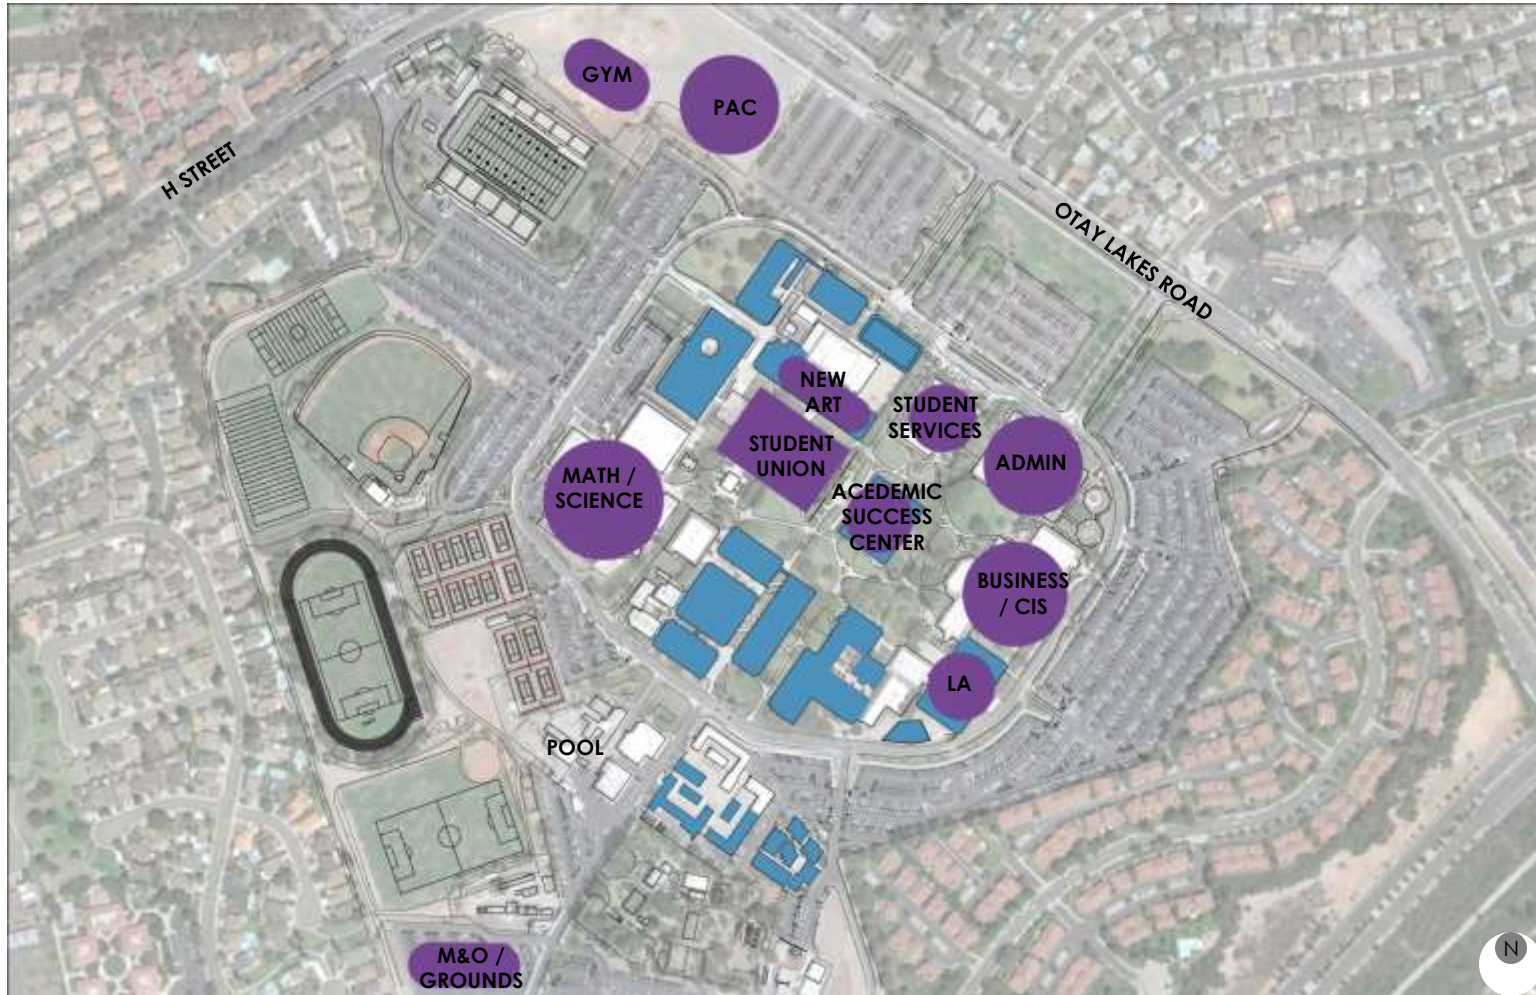 GYM
PAC
H STREET
OTAY LAKES ROAD
NEW
ART
STUDENT
SERVICES
STUDENT
UNION
ADMIN
MATH /
SCIENCE
ACEDEMIC
SUCCESS
CENTER
BUSINESS
/ CIS
LA
POOL
M&O /
GROUNDS
N